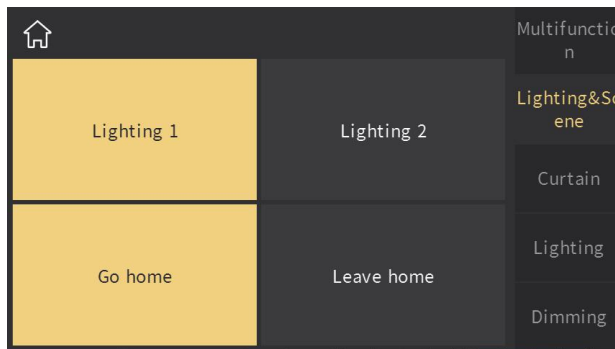 Multifunctio
n
Lighting&Sc
ene
Lighting 1
Lighting 2
Curtain
Lighting
Go home
Leave home
Dimming